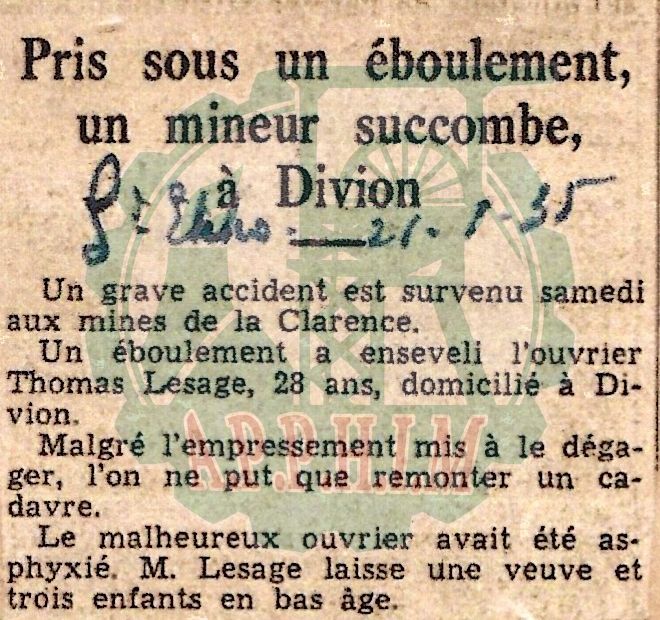 Pris sous un éboulement,
un mineur succombe,
à Divion
21-1-35
Un grave accident est survenu samedi
aux mines de la Clarence.
Un éboulement a enseveli l'ouvrier
Thomas Lesage, 28 ans, domicilié à Di-
vion.
Malgré l'empressement mis à le déga-
ger, l'on ne put que remonter un ca-
davre.
Le malheureux ouvrier avait été as-
phyxié. M. Lesage laisse une veuve et
trois enfants en bas âge.
A.P.P.H.I.M